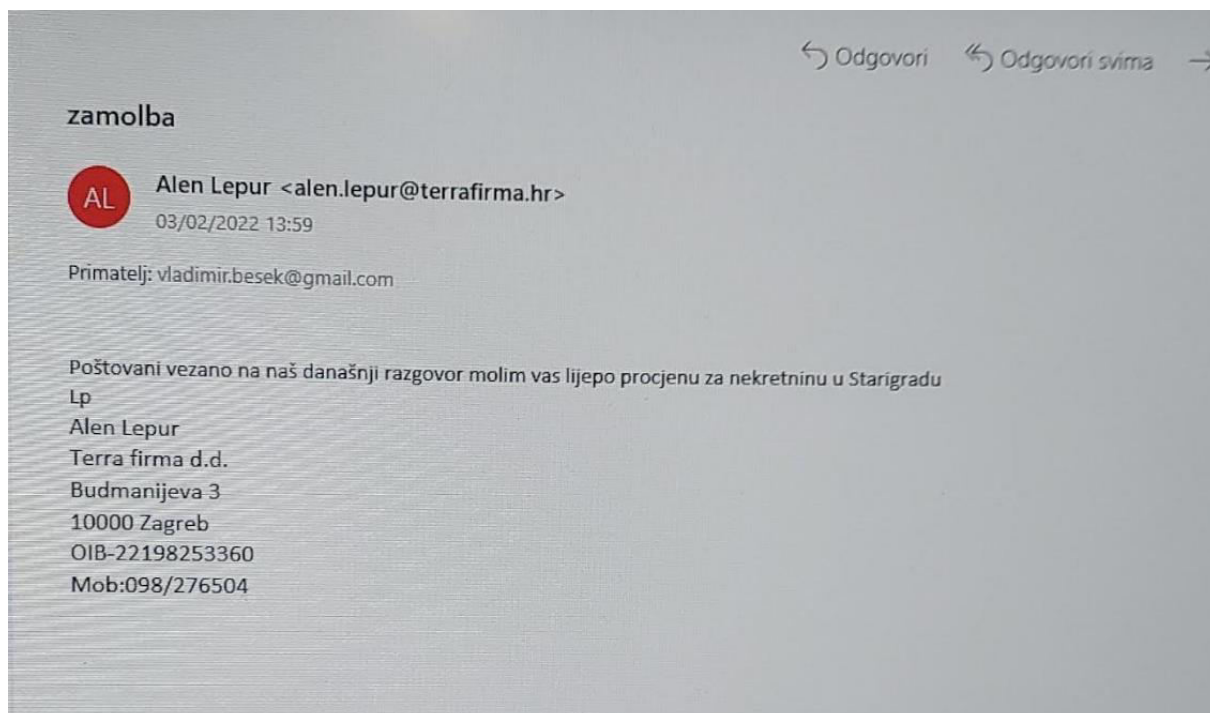 Odgovori Odgovori svima
zamolba
AL
Alen Lepur <alen.lepur@terrafirma.hr>
03/02/2022 13:59
Primatelj: vladimir.besek@gmail.com
Poštovani vezano na naš današnji razgovor molim vas lijepo procjenu za nekretninu u Starigradu
Lp
Alen Lepur
Terra firma d.d.
Budmanijeva 3
10000 Zagreb
OIB-22198253360
Mob:098/276504